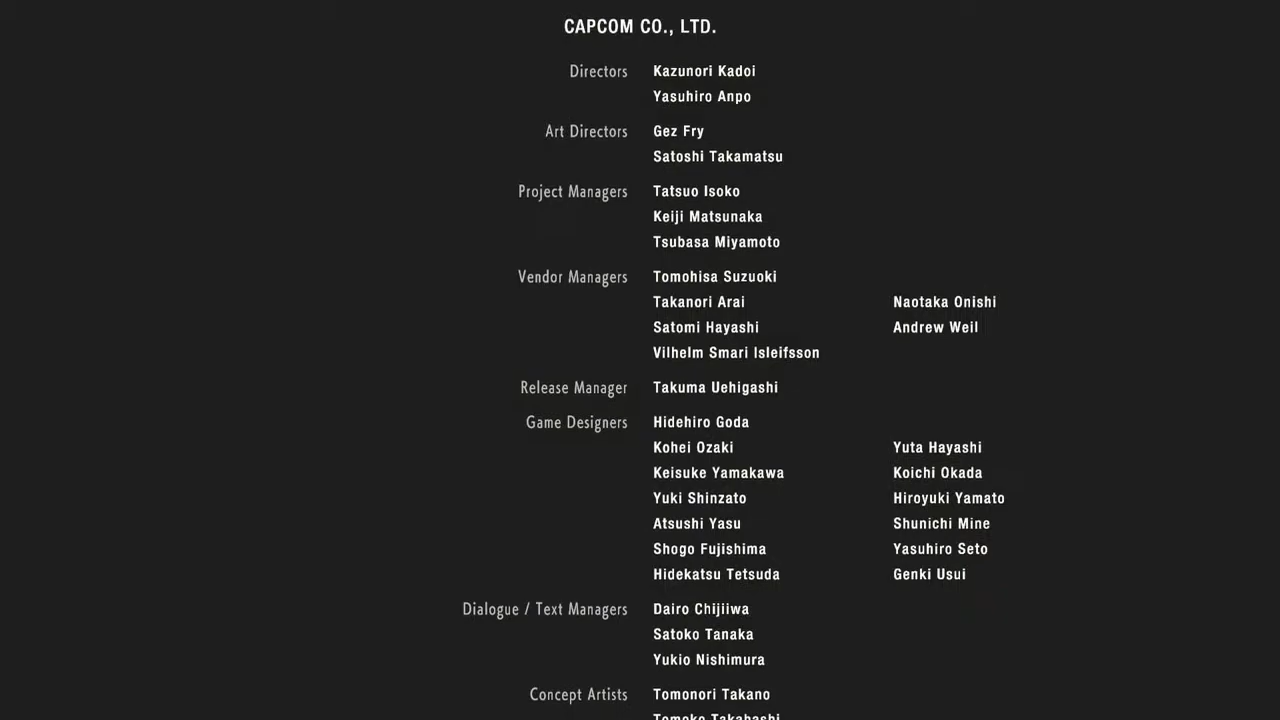 CAPCOM CO., LTD.
Directors Kazunori Kadoi
Yasuhiro Anpo
Art Directors Gez Fry
Satoshi Takamatsu
Project Managers Tatsuo Isoko
Keiji Matsunaka
Tsubasa Miyamoto
Vendor Managers Tomohisa Suzuoki
Takanori Arai Naotaka Onishi
Satomi Hayashi Andrew Weil
Vilhelm Smari Isleifsson
Release Manager Takuma Uehigashi
Game Designers Hidehiro Goda
Kohei Ozaki Yuta Hayashi
Keisuke Yamakawa Koichi Okada
Yuki Shinzato Hiroyuki Yamato
Atsushi Yasu Shunichi Mine
Shogo Fujishima Yasuhiro Seto
Hidekatsu Tetsuda Genki Usui
Dialogue / Text Managers Dairo Chijiiwa
Satoko Tanaka
Yukio Nishimura
Concept Artists Tomonori Takano
Tomoko Takahashi